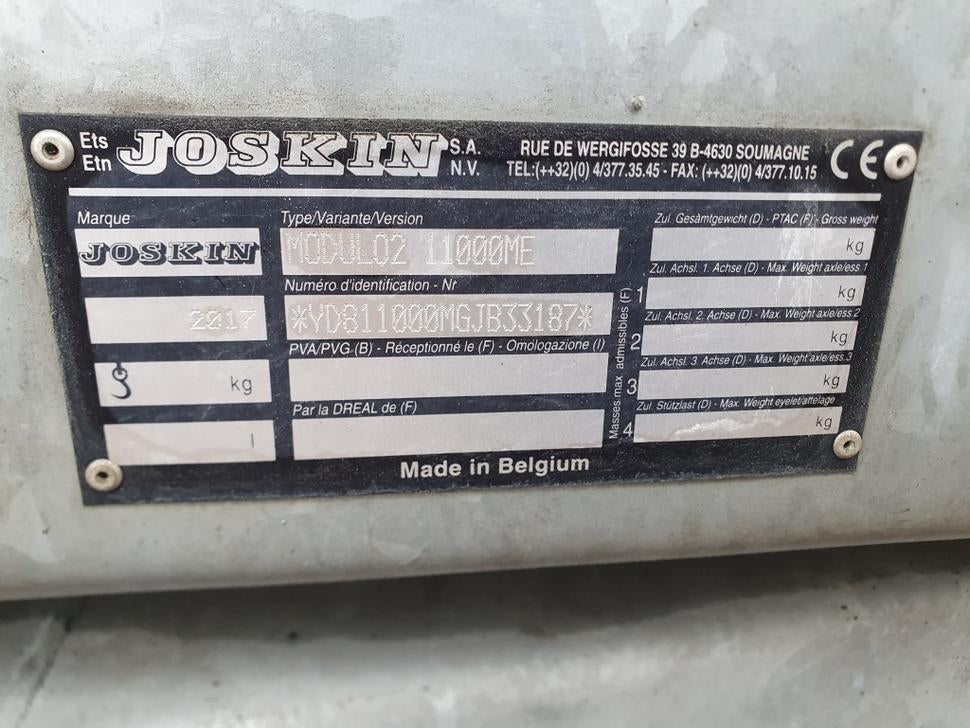 Ets Etn JOSKIN S.A. N.V.
RUE DE WERGIFOSSE 39 B-4630 SOUMAGNE
TEL:(++32)(0) 4/377.35.45 - FAX: (++32)(0) 4/377.10.15
CE
Marque
JOSKIN
2017
kg
l
Type/Variante/Version
MODULO2 11000ME
Numéro d'identification - Nr
*YD811000MGJB33187*
PVA/PVG (B) - Réceptionné le (F) - Omologazione (I)
Par la DREAL de (F)
Masses max. admissibles (F)
Zul. Gesamtgewicht (D) - PTAC (F) - Gross weight
kg
Zul. Achsl. 1. Achse (D) - Max. Weight axle/ess.1
1 kg
Zul. Achsl. 2. Achse (D) - Max. Weight axle/ess.2
2 kg
Zul. Achsl. 3. Achse (D) - Max. Weight axle/ess.3
3 kg
Zul. Stützlast (D) - Max. Weight eyelet/attelage
4 kg
Made in Belgium